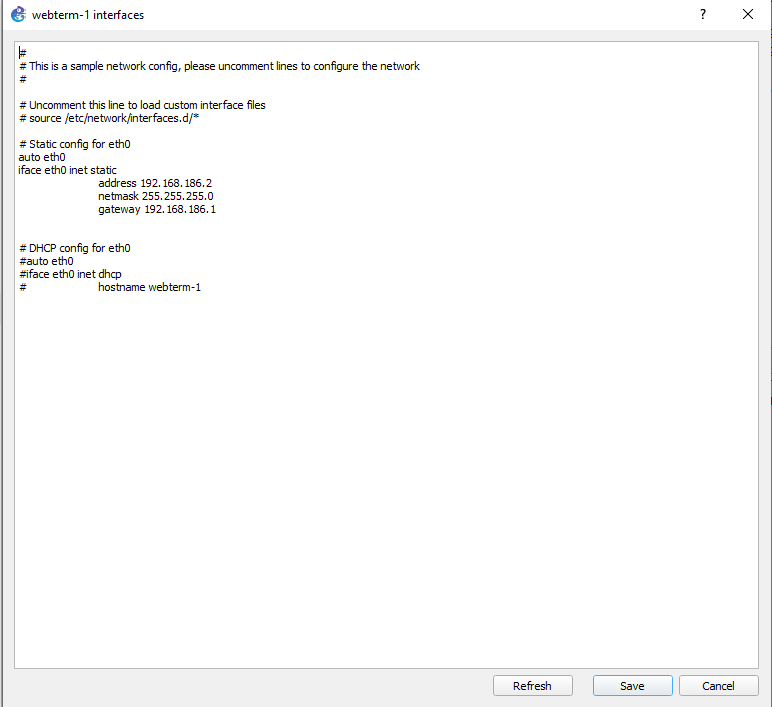 webterm-1 interfaces
?
#
# This is a sample network config, please uncomment lines to configure the network
#
# Uncomment this line to load custom interface files
# source /etc/network/interfaces.d/*
# Static config for eth0
auto eth0
iface eth0 inet static
address 192.168.186.2
netmask 255.255.255.0
gateway 192.168.186.1
# DHCP config for eth0
#auto eth0
#iface eth0 inet dhcp
# hostname webterm-1
Refresh Save Cancel